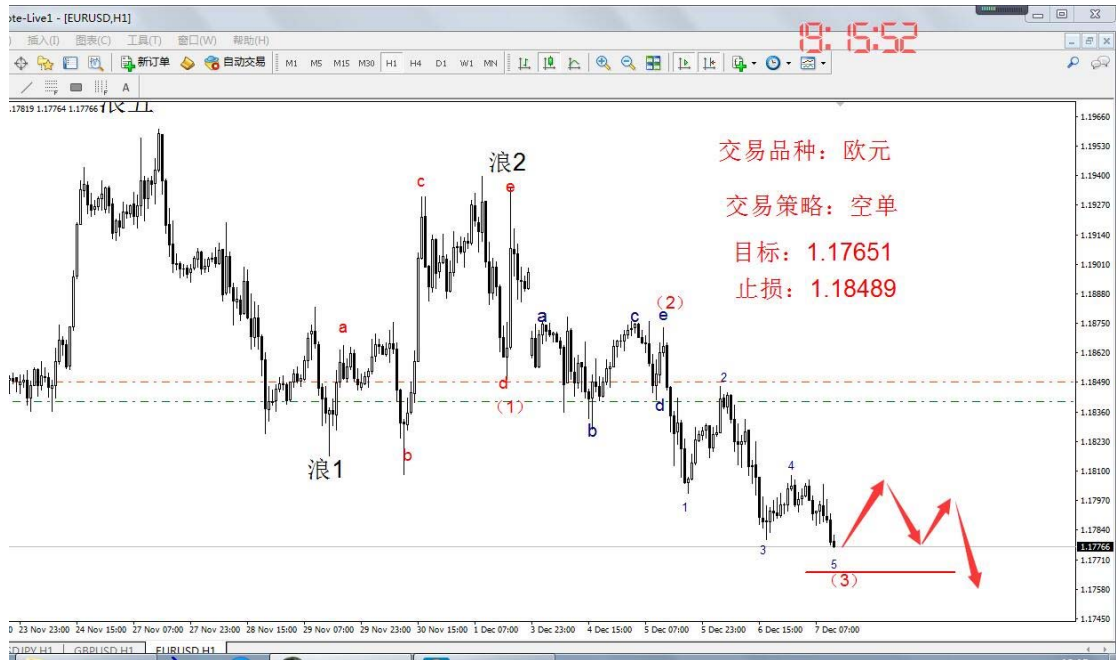 ote-Live1 - [EURUSD,H1]
19:15:52
插入(I) 图表(C) 工具(T) 窗口(W) 帮助(H)
新订单 自动交易 M1 M5 M15 M30 H1 H4 D1 W1 MN
A
.17819 1.17764 1.17766
1.19660
1.19530
1.19400
1.19270
1.19140
1.19010
1.18880
1.18750
1.18620
1.18490
1.18360
1.18230
1.18100
1.17970
1.17840
1.17766
1.17710
1.17580
1.17450
交易品种：欧元
交易策略：空单
目标：1.17651
止损：1.18489
浪2
c
e
(2)
a
a
c
e
d
2
(1)
d
b
b
浪1
4
1
3
5
(3)
23 Nov 23:00 24 Nov 15:00 27 Nov 07:00 27 Nov 23:00 28 Nov 15:00 29 Nov 07:00 29 Nov 23:00 30 Nov 15:00 1 Dec 07:00 3 Dec 23:00 4 Dec 15:00 5 Dec 07:00 5 Dec 23:00 6 Dec 15:00 7 Dec 07:00
SDJPY,H1 GBPUSD,H1 EURUSD,H1